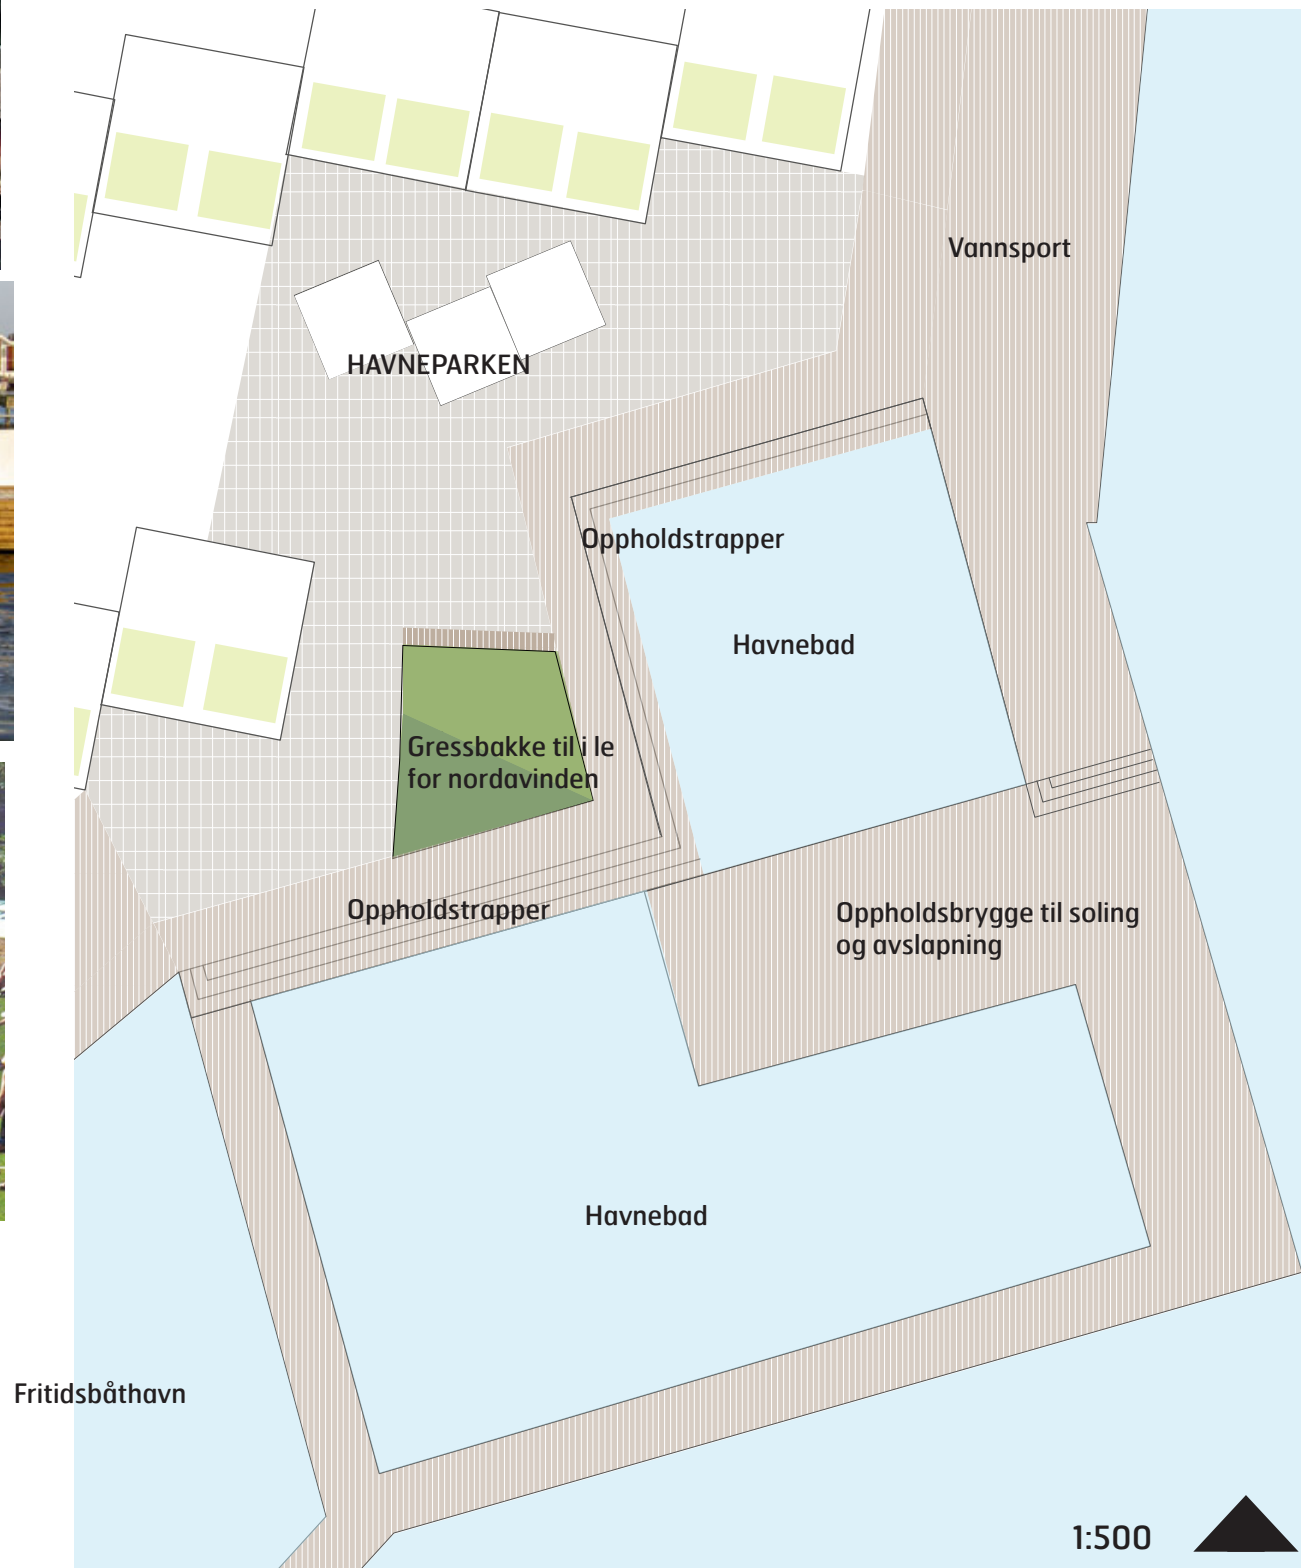 Vannsport
HAVNEPARKEN
Oppholdstrapper
Havnebad
Gressbakke til i le
for nordavinden
Oppholdstrapper
Oppholdsbrygge til soling
og avslapning
Havnebad
Fritidsbåthavn
1:500